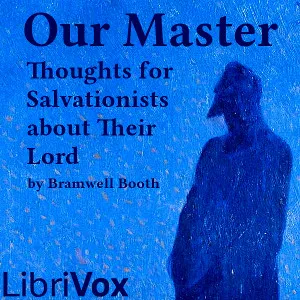 Our Master
Thoughts for
Salvationists
about Their
Lord
by Bramwell Booth
LibriVox